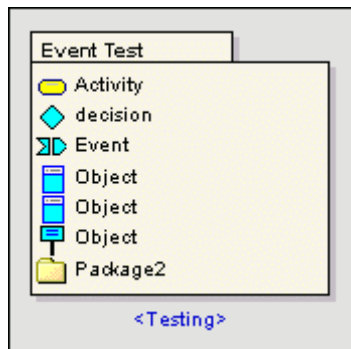 Event Test
Activity
decision
Event
Object
Object
Object
Package2
<Testing>